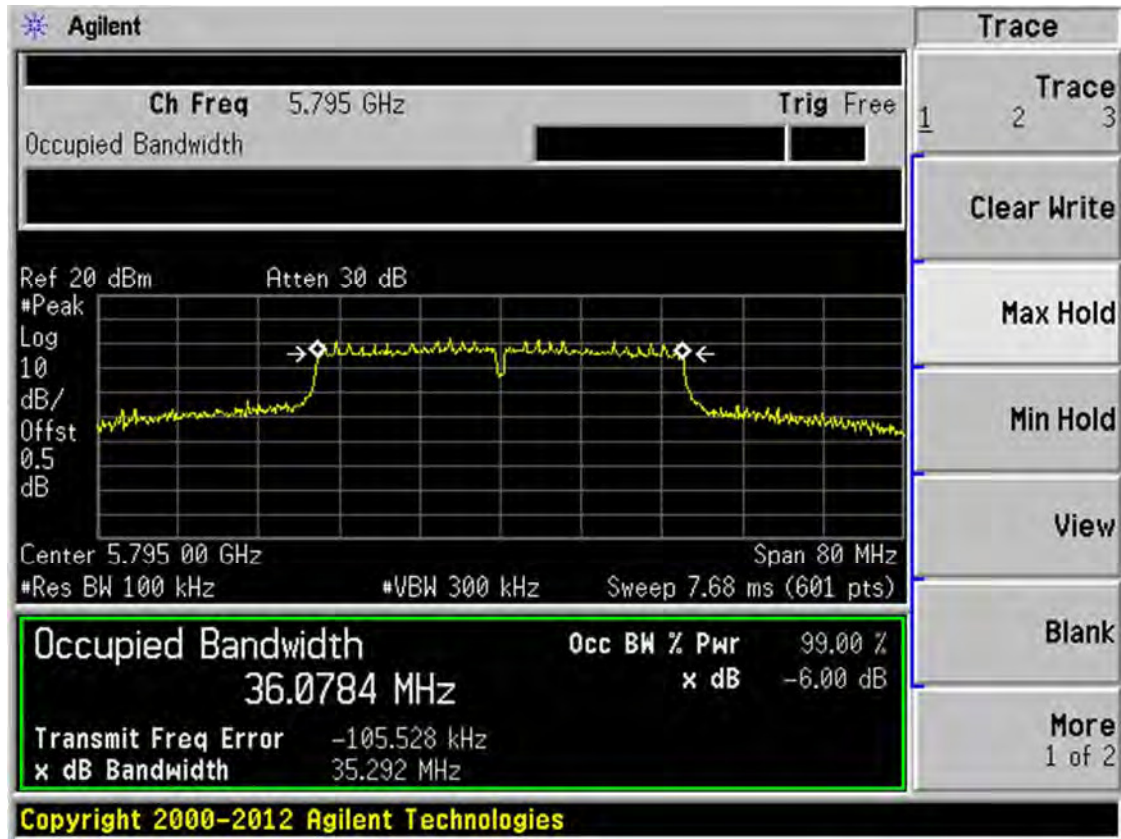 Agilent
Trace
Ch Freq 5.795 GHz Trig Free
Occupied Bandwidth
Trace
1 2 3
Clear Write
Max Hold
Min Hold
View
Blank
More
1 of 2
Ref 20 dBm Atten 30 dB
#Peak
Log
10
dB/
Offst
0.5
dB
Center 5.795 00 GHz Span 80 MHz
#Res BW 100 kHz #VBW 300 kHz Sweep 7.68 ms (601 pts)
Occupied Bandwidth
36.0784 MHz
Occ BW % Pwr 99.00 %
x dB -6.00 dB
Transmit Freq Error -105.528 kHz
x dB Bandwidth 35.292 MHz
Copyright 2000-2012 Agilent Technologies